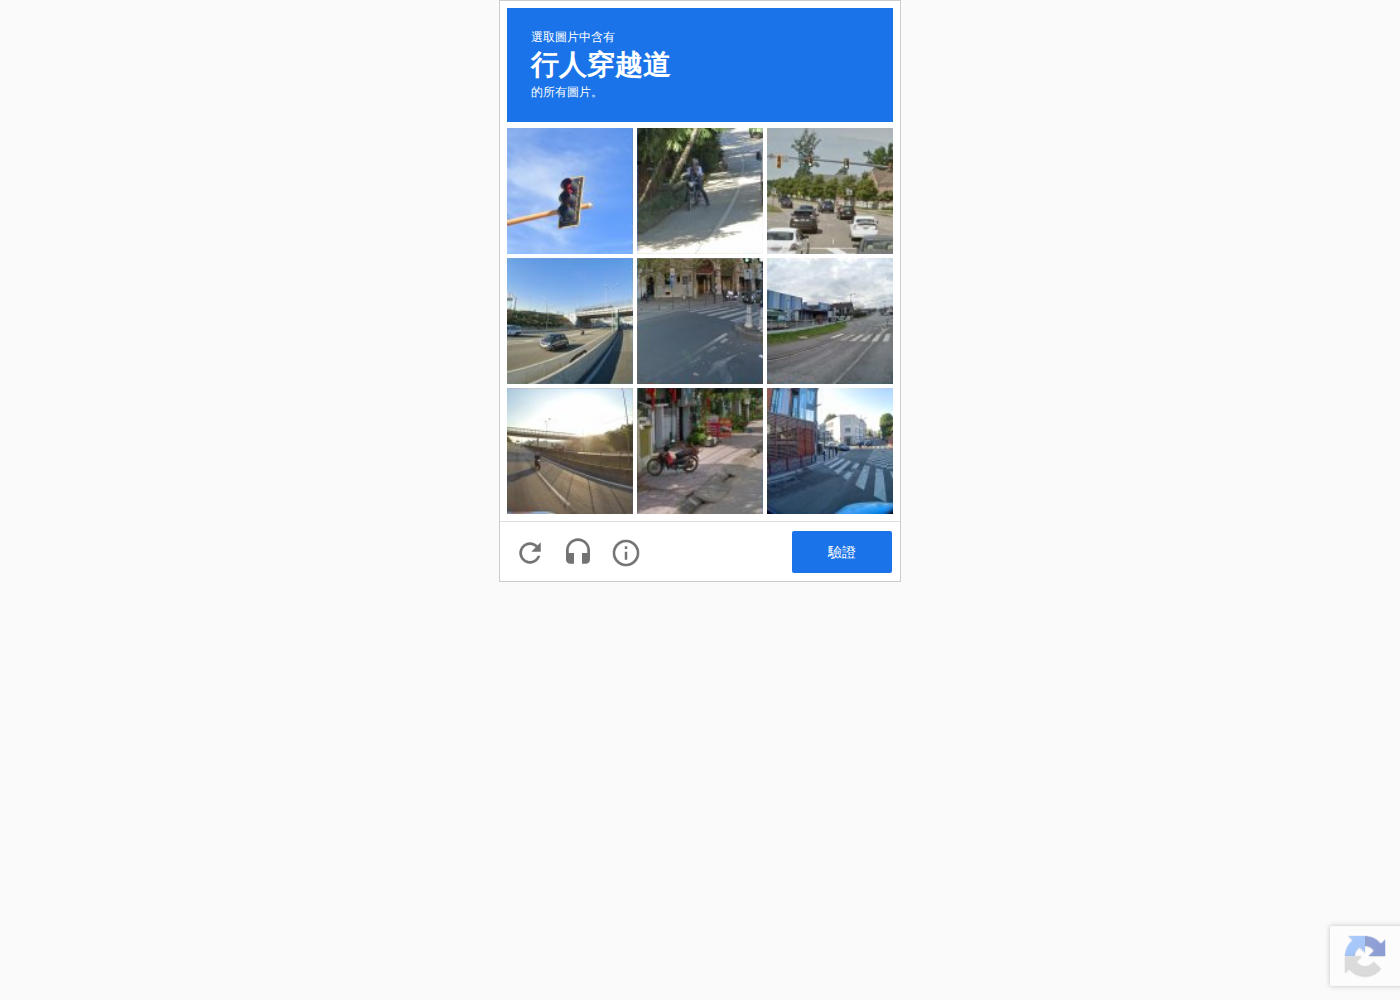 選取圖片中含有
行人穿越道
的所有圖片。
驗證